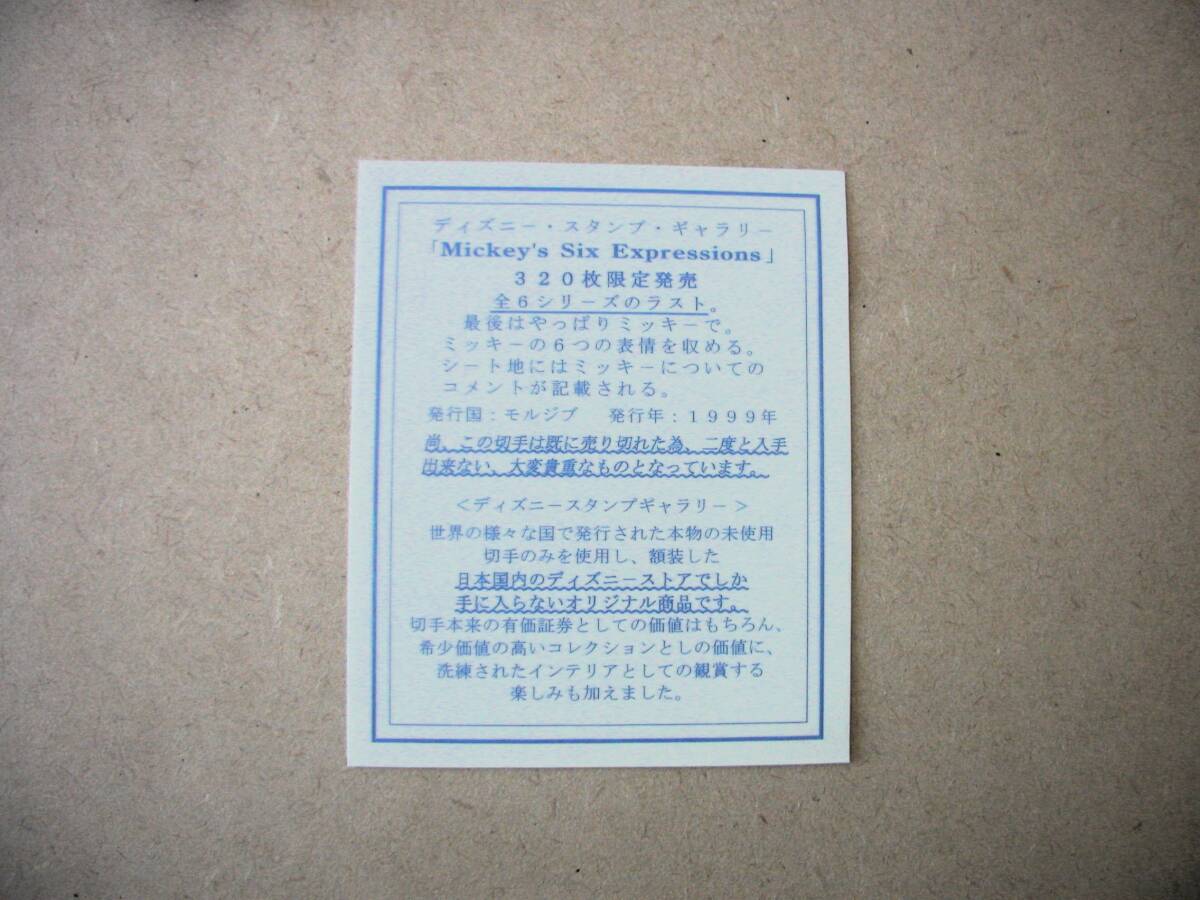 ディズニー・スタンプ・ギャラリー
「Mickey's Six Expressions」
３２０枚限定発売
全６シリーズのラスト。
最後はやっぱりミッキーで。
ミッキーの６つの表情を収める。
シート地にはミッキーについての
コメントが記載される。
発行国：モルジブ　発行年：１９９９年
尚、この切手は既に売り切れた為、二度と入手
出来ない、大変貴重なものとなっています。
＜ディズニースタンプギャラリー＞
世界の様々な国で発行された本物の未使用
切手のみを使用し、額装した
日本国内のディズニーストアでしか
手に入らないオリジナル商品です。
切手本来の有価証券としての価値はもちろん、
希少価値の高いコレクションとしの価値に、
洗練されたインテリアとしての観賞する
楽しみも加えました。